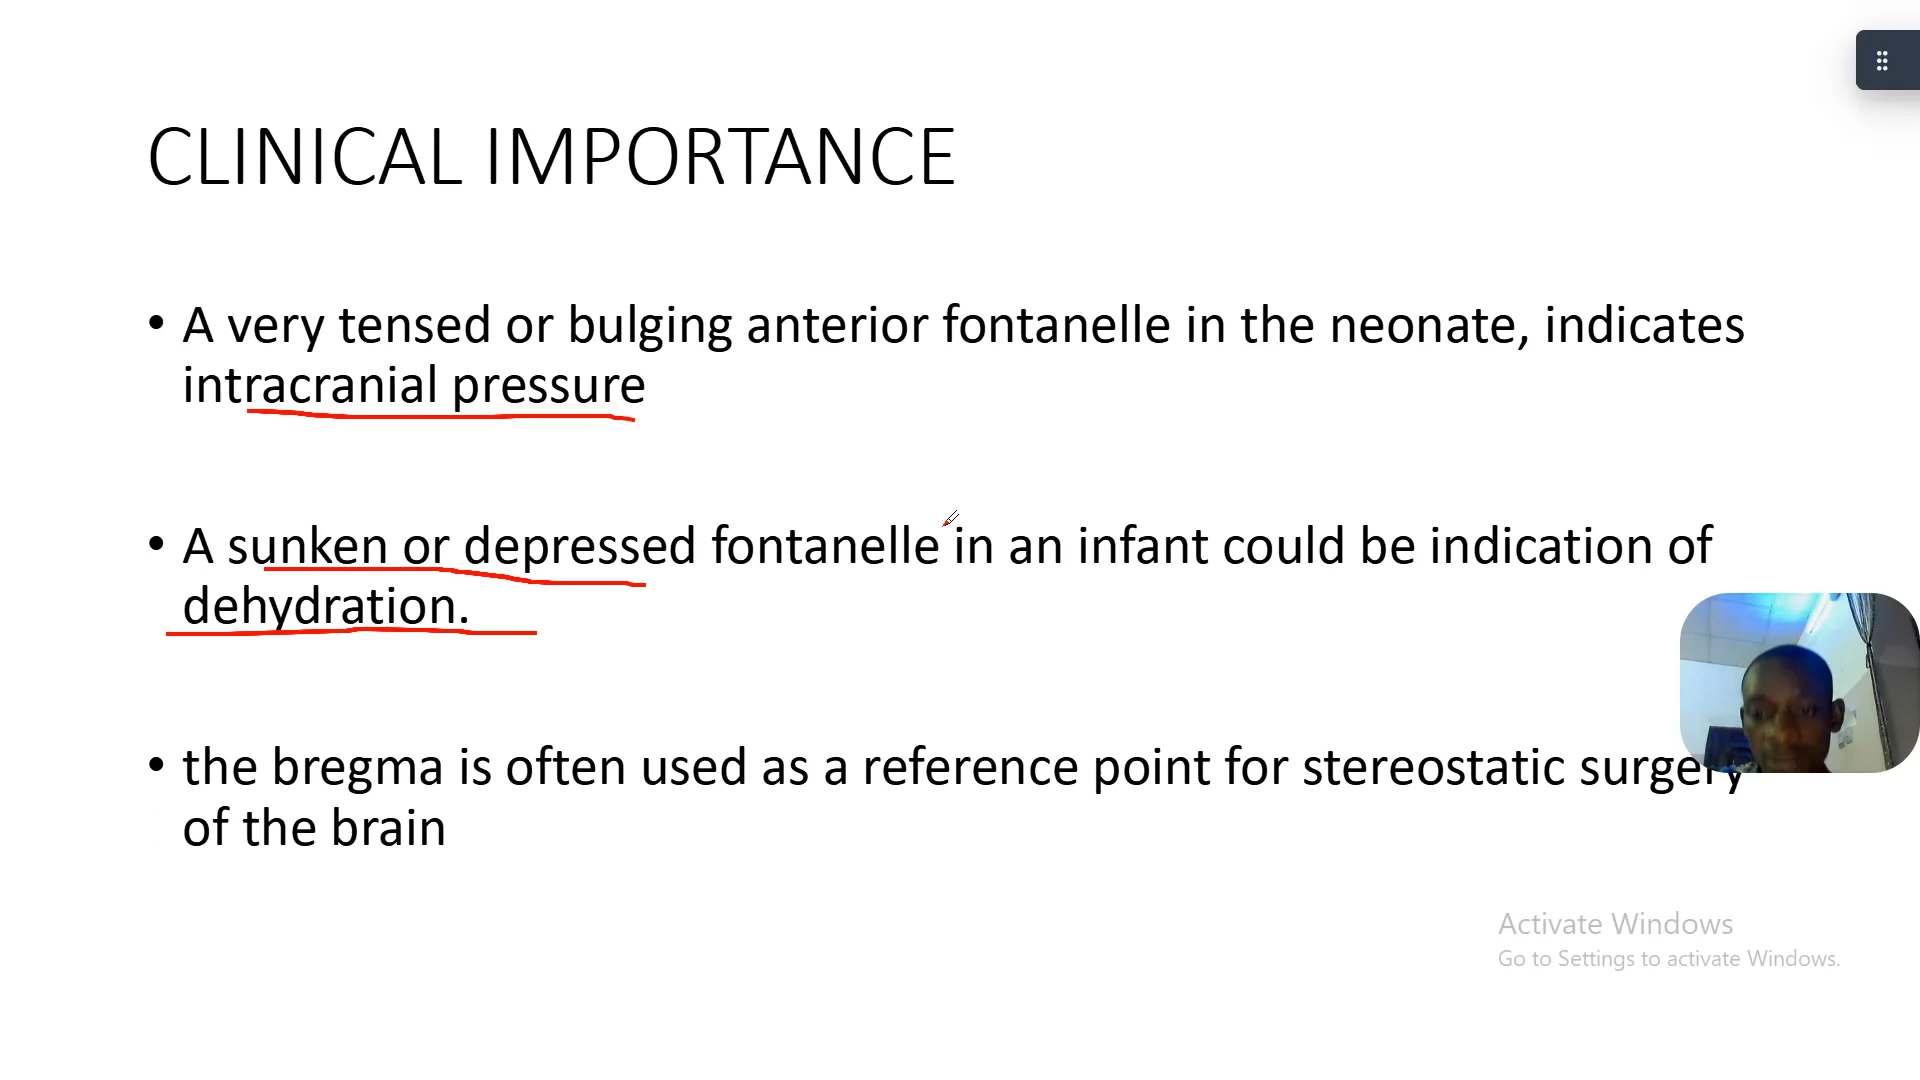 CLINICAL IMPORTANCE
• A very tensed or bulging anterior fontanelle in the neonate, indicates
intracranial pressure
• A sunken or depressed fontanelle in an infant could be indication of
dehydration.
• the bregma is often used as a reference point for stereostatic surgery
of the brain
Activate Windows
Go to Settings to activate Windows.